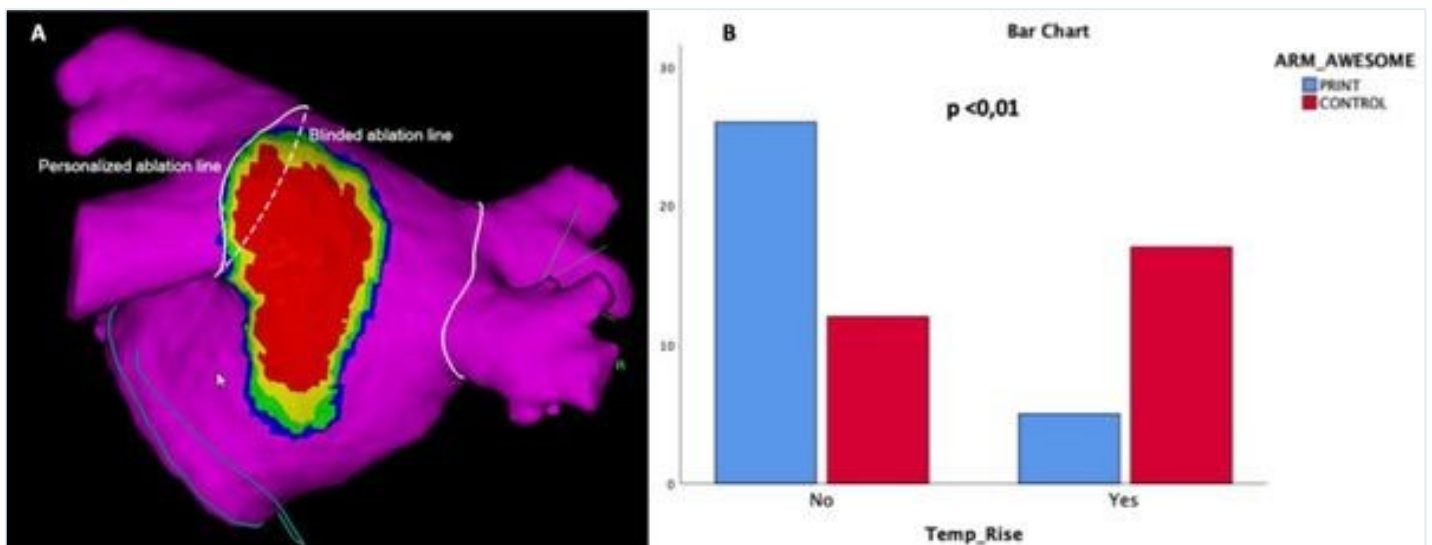 A
Blinded ablation line
Personalized ablation line
B
Bar Chart
ARM_AWESOME
PRINT
CONTROL
p <0,01
30
20
10
0
No
Yes
Temp_Rise